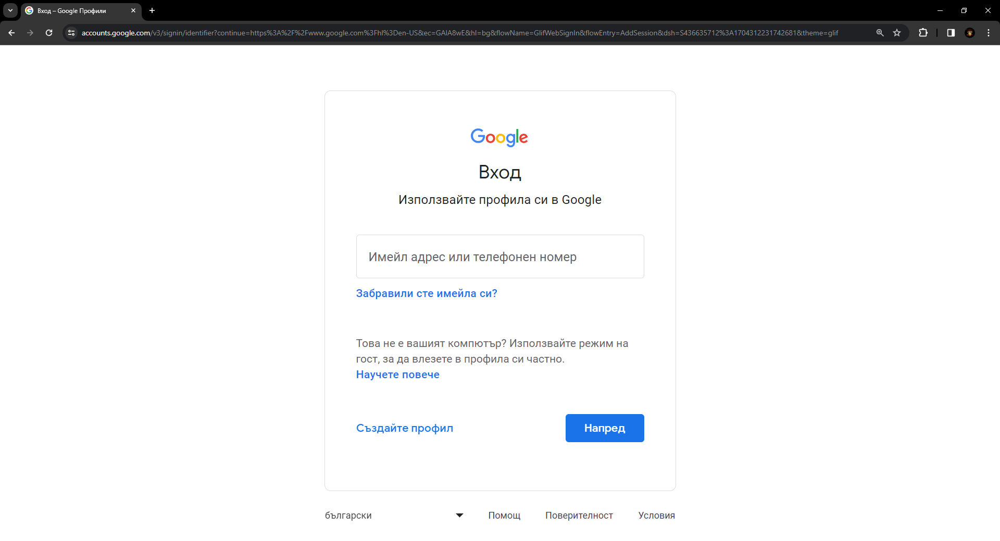 Вход – Google Профили
accounts.google.com/v3/signin/identifier?continue=https%3A%2F%2Fwww.google.com%3Fhl%3Den-US&ec=GAlA8wE&hl=bg&flowName=GlifWebSignIn&flowEntry=AddSession&dsh=S436635712%3A1704312231742681&theme=glif
Google
Вход
Използвайте профила си в Google
Имейл адрес или телефонен номер
Забравили сте имейла си?
Това не е вашият компютър? Използвайте режим на
гост, за да влезете в профила си частно.
Научете повече
Създайте профил
Напред
български
Помощ
Поверителност
Условия